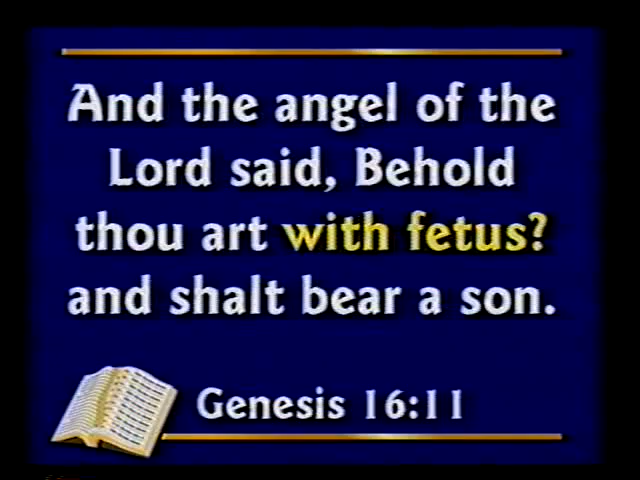 And the angel of the
Lord said, Behold
thou art with fetus?
and shalt bear a son.
Genesis 16:11